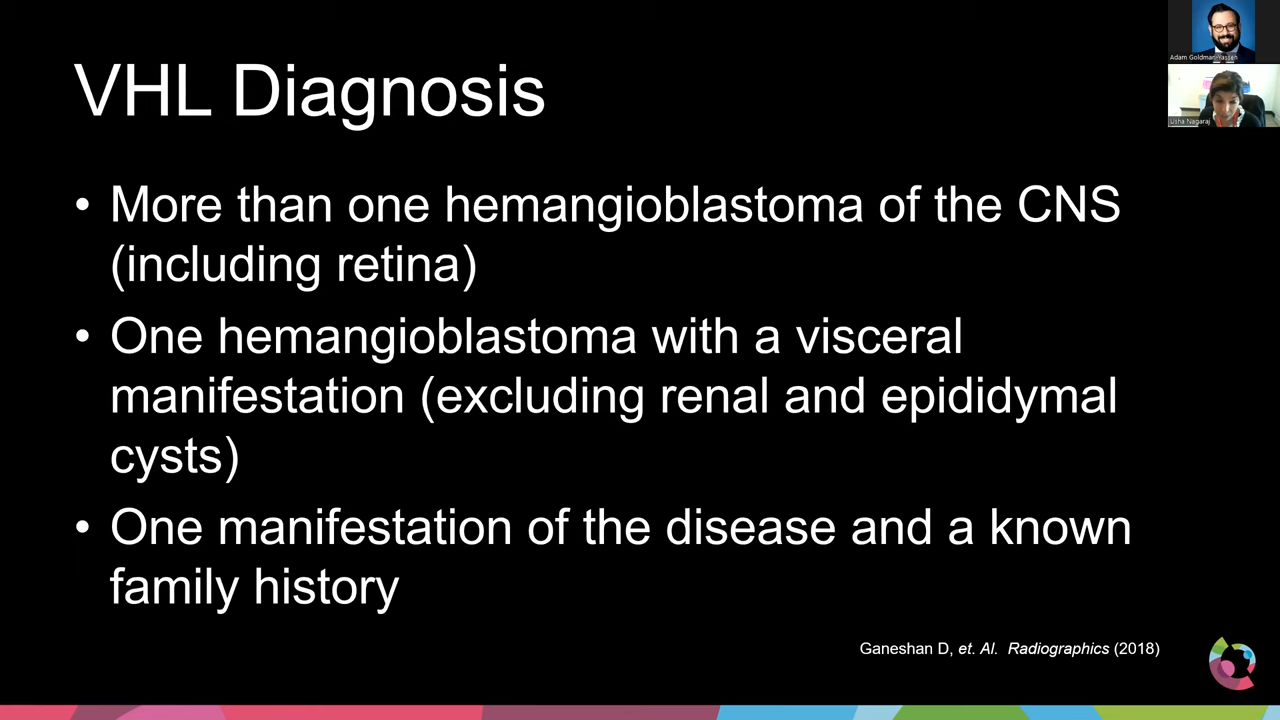 Adam Goldman-Yassen
Usha Nagaraj
VHL Diagnosis
• More than one hemangioblastoma of the CNS
(including retina)
• One hemangioblastoma with a visceral
manifestation (excluding renal and epididymal
cysts)
• One manifestation of the disease and a known
family history
Ganeshan D, et. Al. Radiographics (2018)